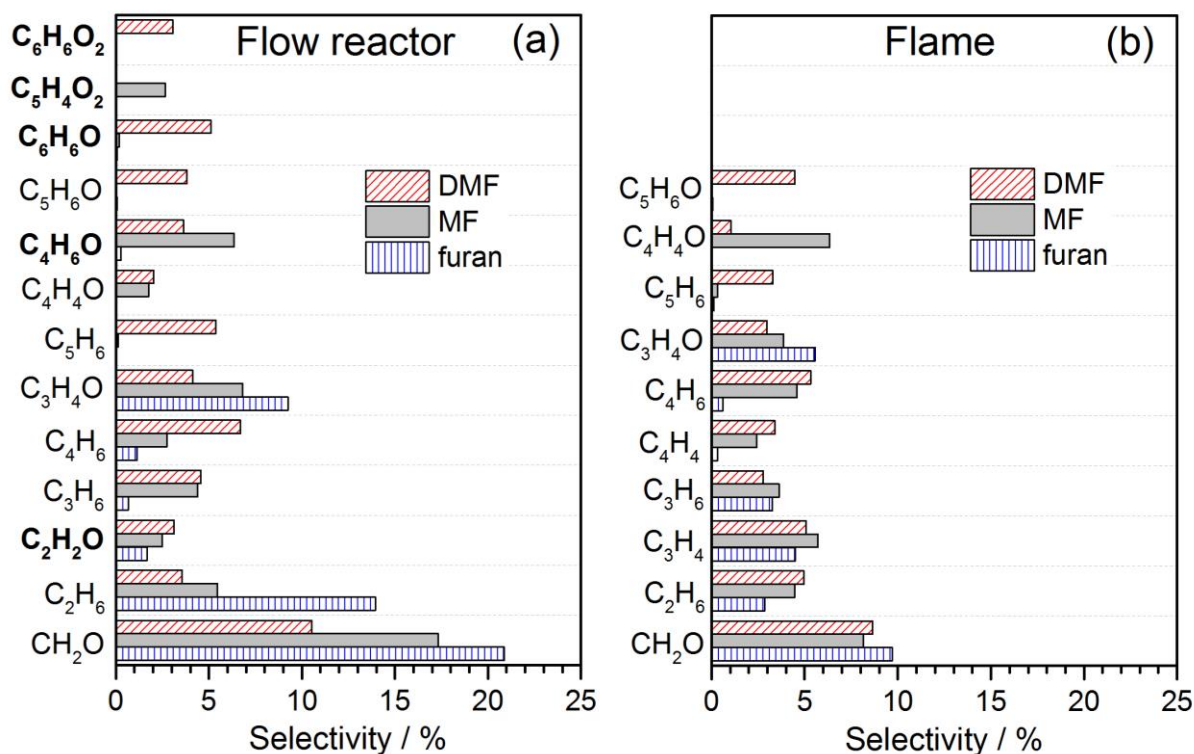 Flow reactor (a)
C₆H₆O₂
C₅H₄O₂
C₆H₆O
C₅H₆O
C₄H₆O
C₄H₄O
C₅H₆
C₃H₄O
C₄H₆
C₃H₆
C₂H₂O
C₂H₆
CH₂O
DMF
MF
furan
0 5 10 15 20 25
Selectivity / %
Flame (b)
C₅H₆O
C₄H₄O
C₅H₆
C₃H₄O
C₄H₆
C₄H₄
C₃H₆
C₃H₄
C₂H₆
CH₂O
DMF
MF
furan
0 5 10 15 20 25
Selectivity / %